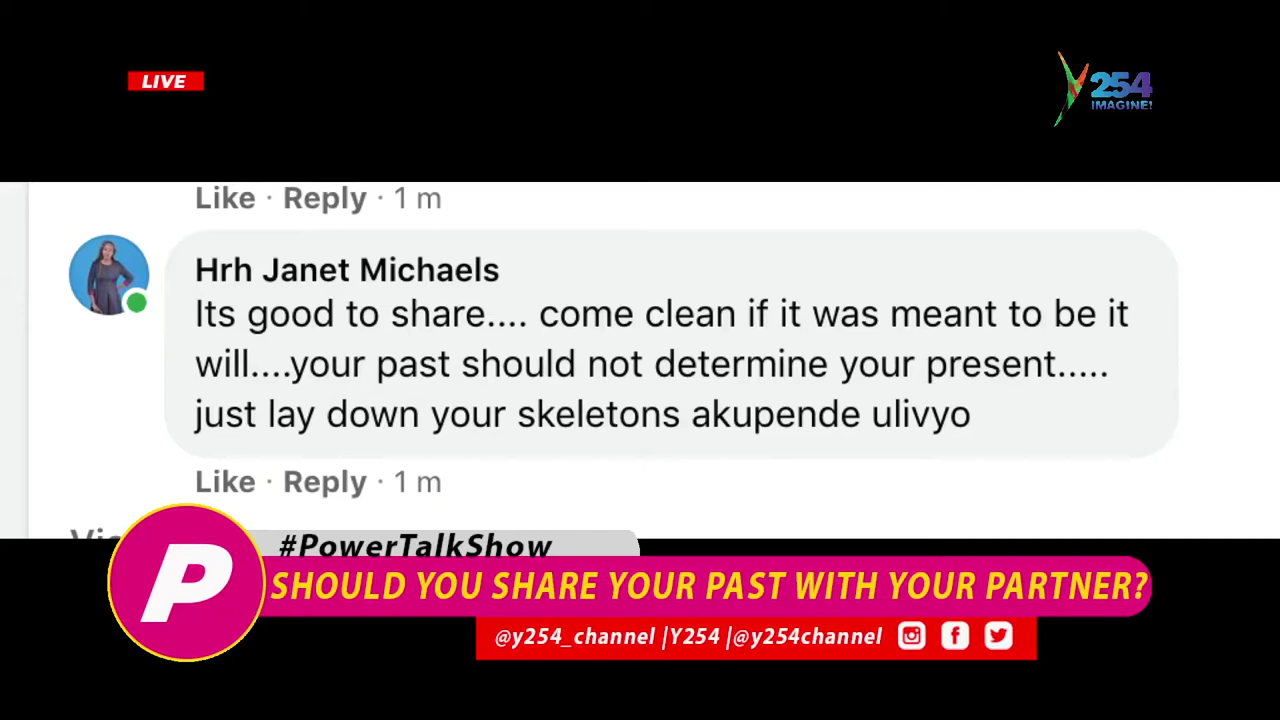 LIVE
254
IMAGINE!
Like · Reply · 1 m
Hrh Janet Michaels
Its good to share.... come clean if it was meant to be it
will....your past should not determine your present.....
just lay down your skeletons akupende ulivyo
Like · Reply · 1 m
#PowerTalkShow
P
SHOULD YOU SHARE YOUR PAST WITH YOUR PARTNER?
@y254_channel |Y254 |@y254channel